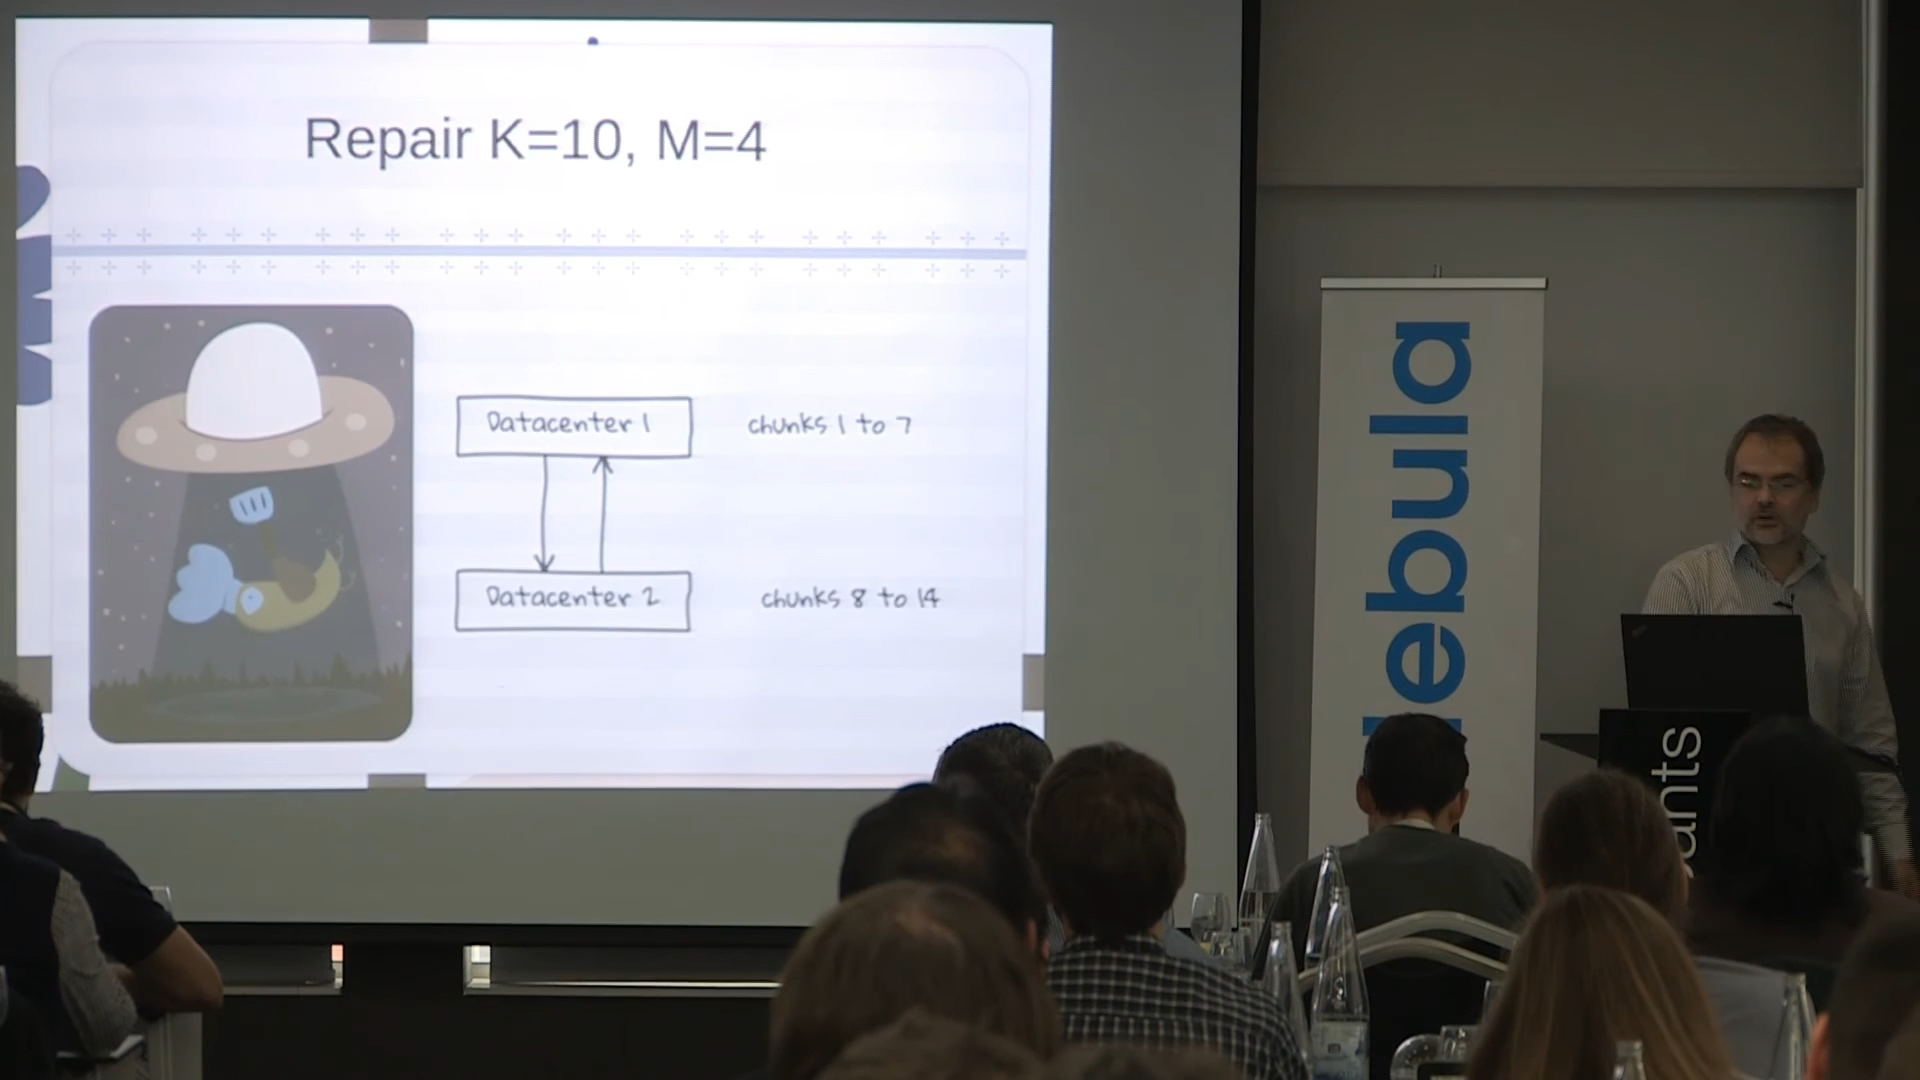 Repair K=10, M=4
Datacenter 1
chunks 1 to 7
Datacenter 2
chunks 8 to 14
ebula
ants